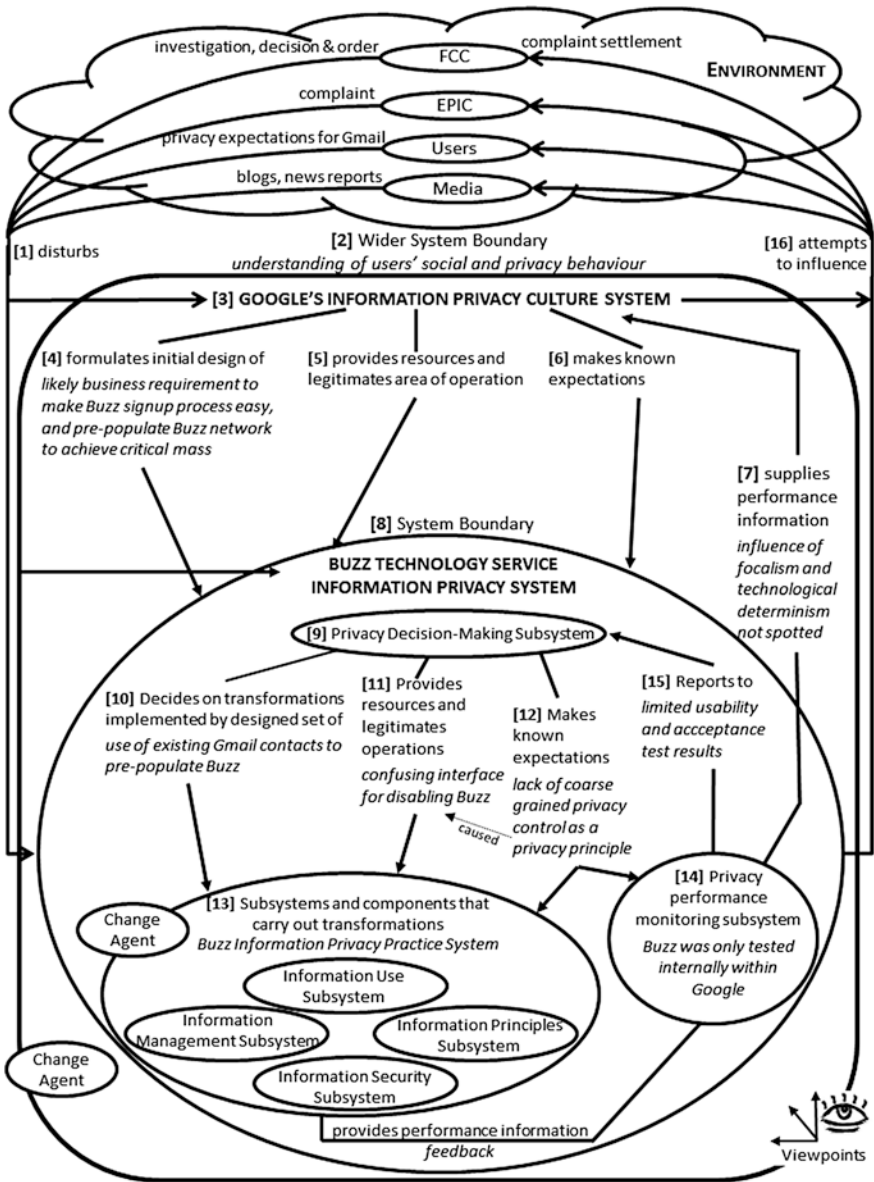 investigation, decision & order
complaint settlement
FCC
ENVIRONMENT
complaint
EPIC
privacy expectations for Gmail
Users
blogs, news reports
Media
[1] disturbs
[2] Wider System Boundary
understanding of users' social and privacy behaviour
[16] attempts
to influence
[3] GOOGLE'S INFORMATION PRIVACY CULTURE SYSTEM
[4] formulates initial design of
likely business requirement to
make Buzz signup process easy,
and pre-populate Buzz network
to achieve critical mass
[5] provides resources and
legitimates area of operation
[6] makes known
expectations
[7] supplies
performance
information
influence of
focalism and
technological
determinism
not spotted
[8] System Boundary
BUZZ TECHNOLOGY SERVICE
INFORMATION PRIVACY SYSTEM
[9] Privacy Decision-Making Subsystem
[10] Decides on transformations
implemented by designed set of
use of existing Gmail contacts to
pre-populate Buzz
[11] Provides
resources and
legitimates
operations
confusing interface
for disabling Buzz
[12] Makes
known
expectations
lack of coarse
grained privacy
control as a
privacy principle
caused
[15] Reports to
limited usability
and accceptance
test results
[14] Privacy
performance
monitoring subsystem
Buzz was only tested
internally within
Google
[13] Subsystems and components that
carry out transformations
Buzz Information Privacy Practice System
Change
Agent
Information Use
Subsystem
Information
Management Subsystem
Information Principles
Subsystem
Information Security
Subsystem
Change
Agent
provides performance information
feedback
Viewpoints